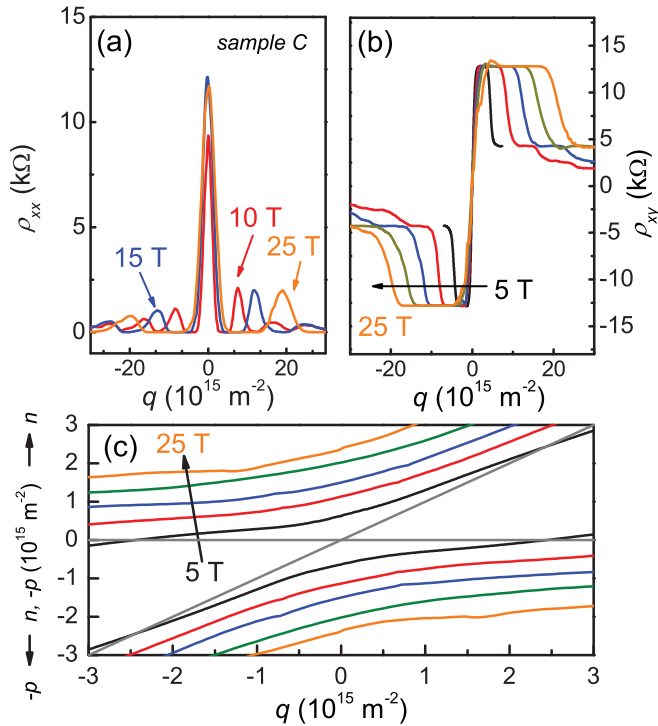 (a) sample C
15
10
5
0
ρxx (kΩ)
15 T
10 T
25 T
-20 0 20
q (10^15 m^-2)
(b)
15
10
5
0
-5
-10
-15
ρxy (kΩ)
5 T
25 T
-20 0 20
q (10^15 m^-2)
(c)
25 T
5 T
3
2
1
0
-1
-2
-3
-p ← n, -p (10^15 m^-2) → n
-3 -2 -1 0 1 2 3
q (10^15 m^-2)